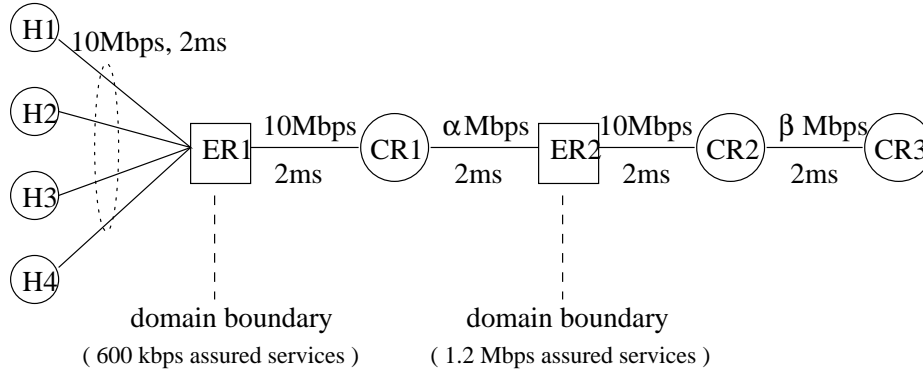 H1
10Mbps, 2ms
H2
H3
H4
ER1
10Mbps
2ms
CR1
α Mbps
2ms
ER2
10Mbps
2ms
CR2
β Mbps
2ms
CR3
domain boundary
( 600 kbps assured services )
domain boundary
( 1.2 Mbps assured services )